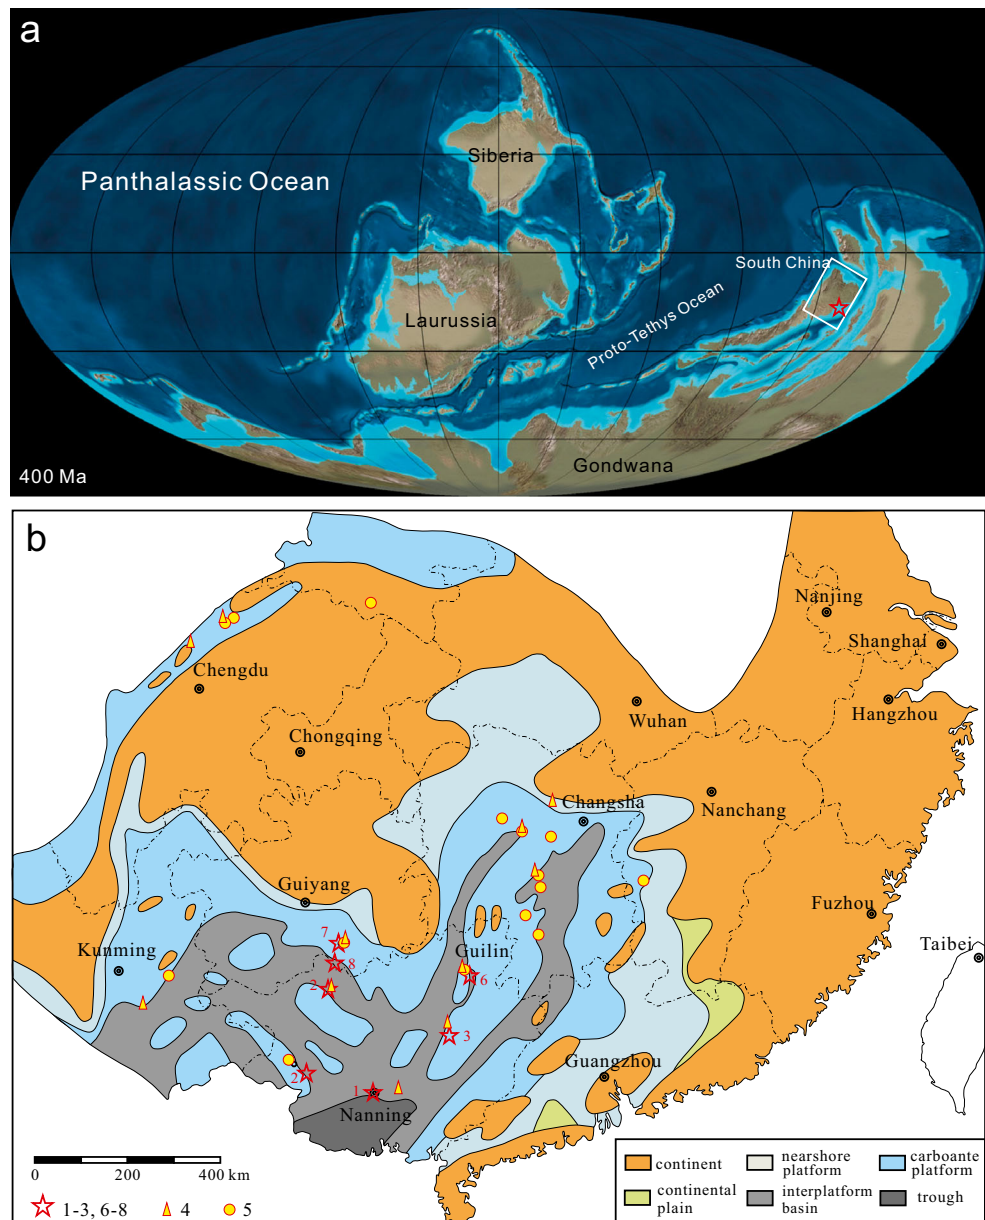 a
Siberia
Panthalassic Ocean
South China
Laurussia
Proto-Tethys Ocean
Gondwana
400 Ma
b
Nanjing
Shanghai
Chengdu
Hangzhou
Wuhan
Chongqing
Changsha
Nanchang
Guiyang
Fuzhou
7
Kunming
Guilin
Taibei
8
6
2
3
Guangzhou
2
1
Nanning
0 200 400 km
1-3, 6-8 4 5
continent
nearshore
platform
carboante
platform
continental
plain
interplatform
basin
trough